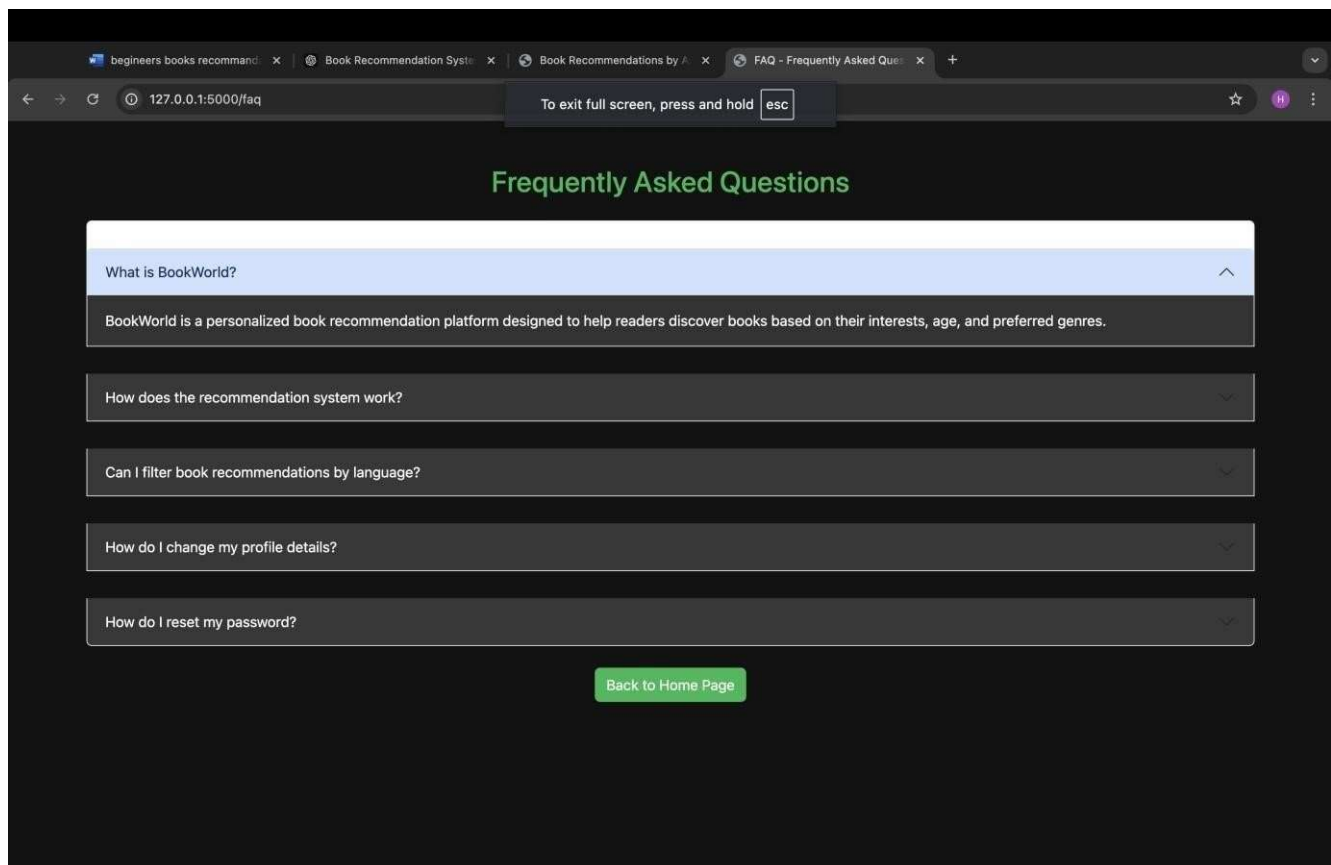 begineers books recommand
Book Recommendation Syste
Book Recommendations by A
FAQ - Frequently Asked Ques
127.0.0.1:5000/faq
To exit full screen, press and hold esc
H
Frequently Asked Questions
What is BookWorld?
BookWorld is a personalized book recommendation platform designed to help readers discover books based on their interests, age, and preferred genres.
How does the recommendation system work?
Can I filter book recommendations by language?
How do I change my profile details?
How do I reset my password?
Back to Home Page